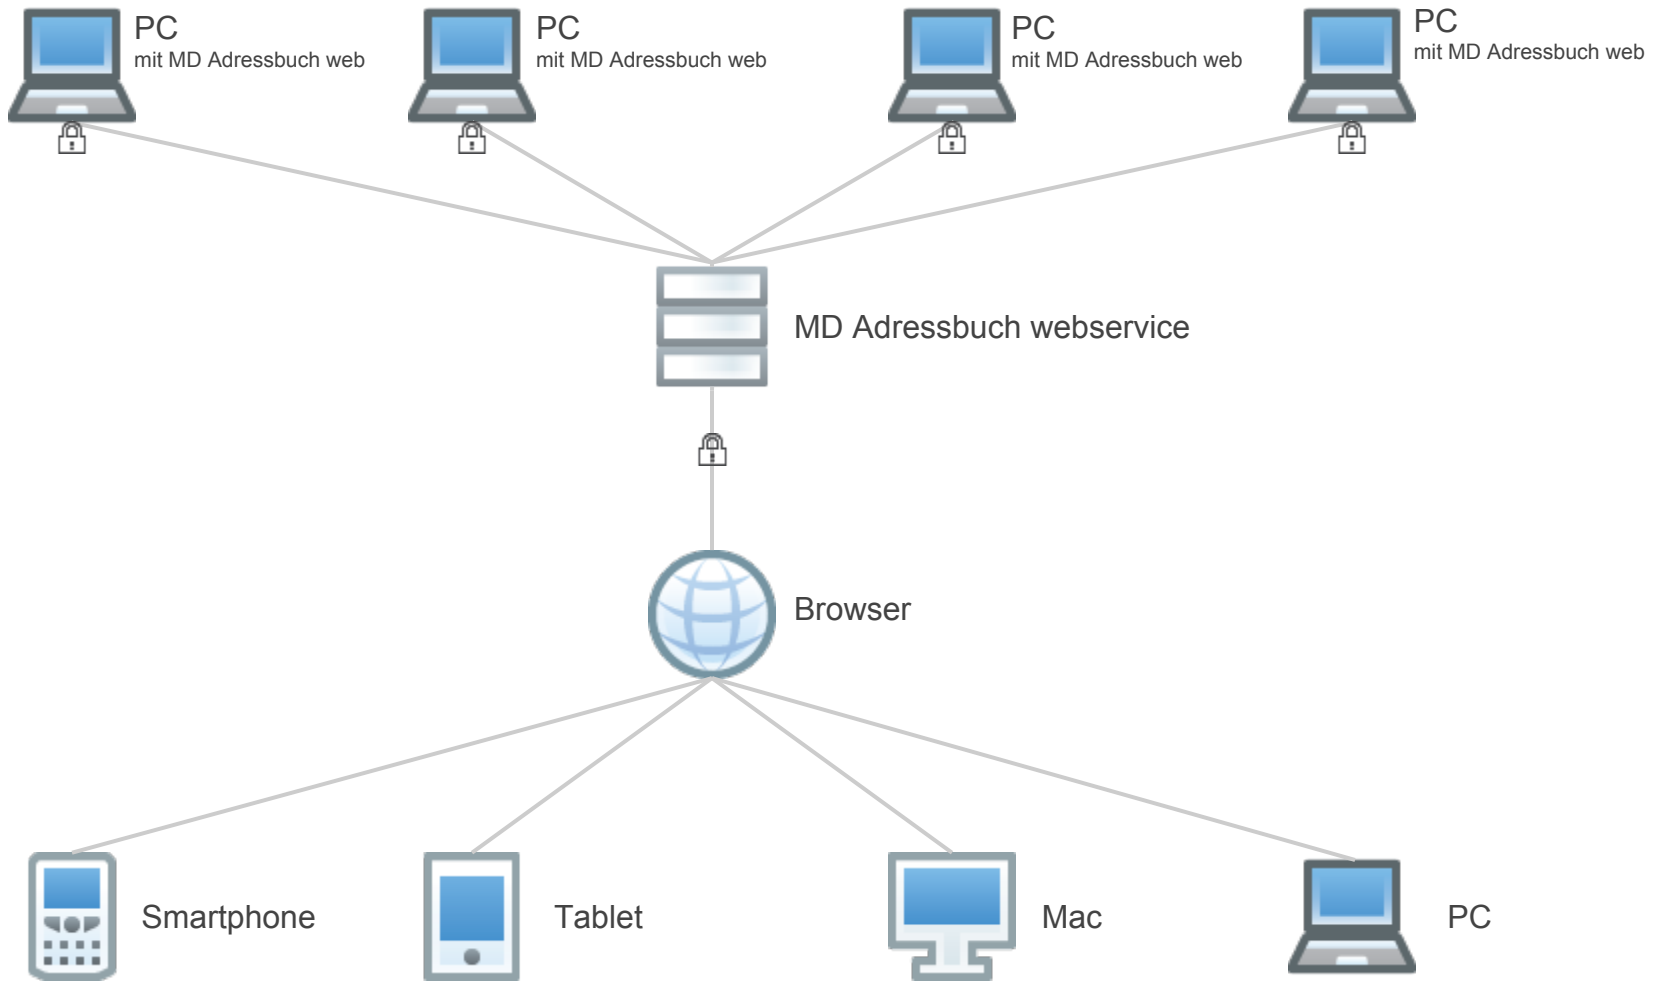 PC
mit MD Adressbuch web
PC
mit MD Adressbuch web
PC
mit MD Adressbuch web
PC
mit MD Adressbuch web
MD Adressbuch webservice
Browser
Smartphone
Tablet
Mac
PC